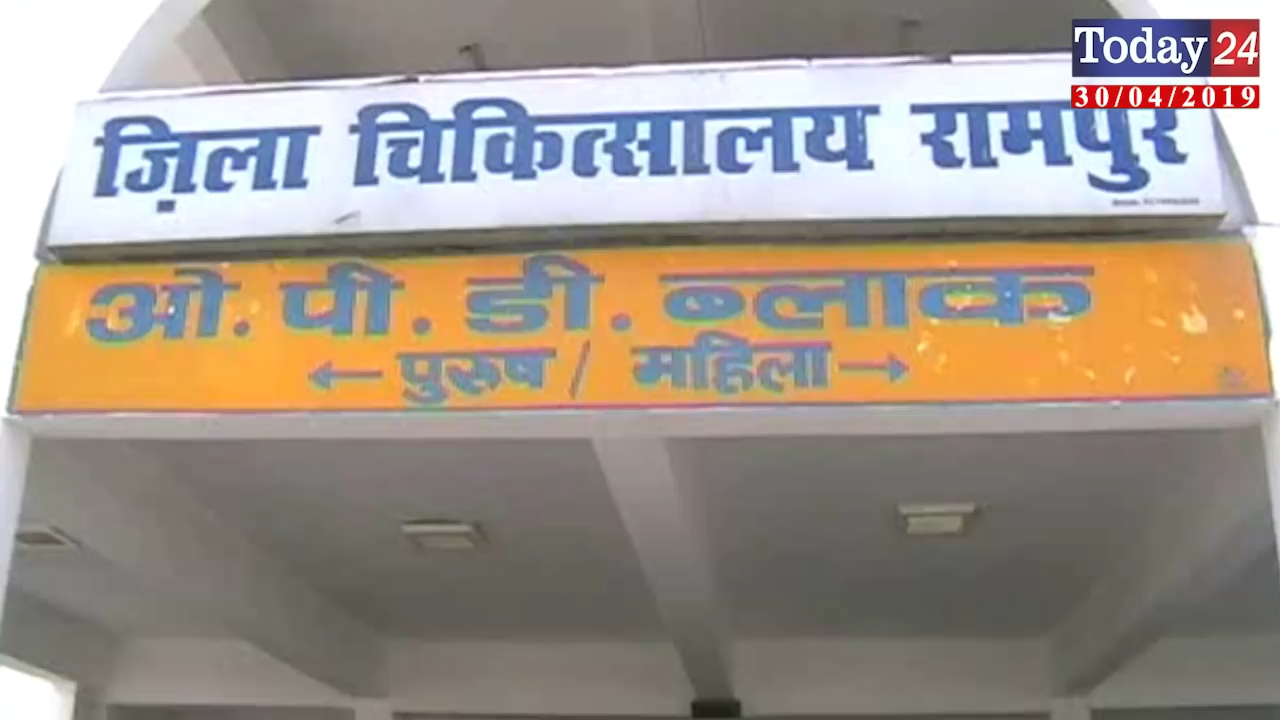 Today 24
30/04/2019
ज़िला चिकित्सालय रामपुर
ओ. पी. डी. ब्लाक
← पुरुष / महिला →